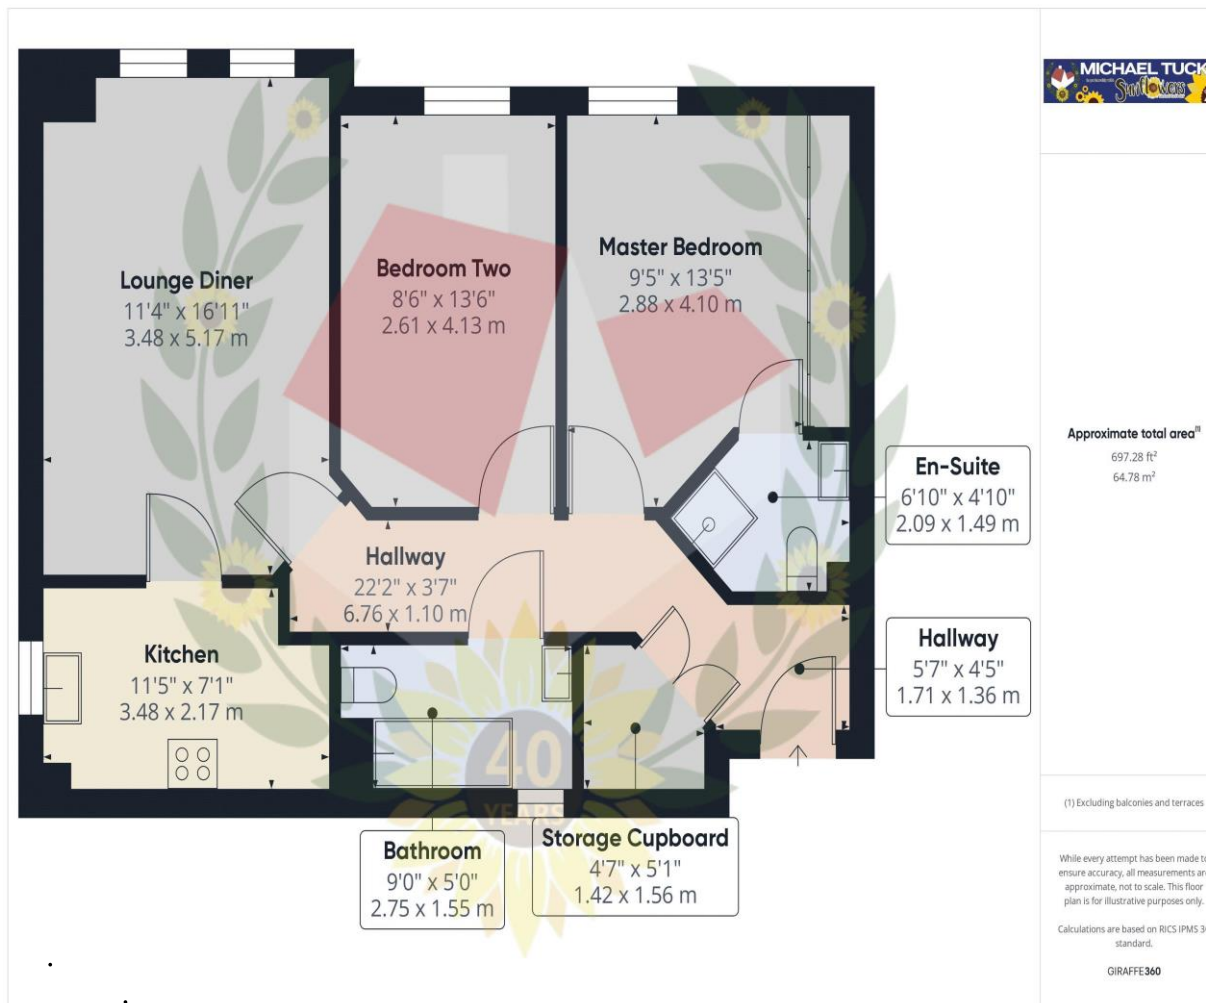 MICHAEL TUCK
Sunflowers
Lounge Diner
11'4" x 16'11"
3.48 x 5.17 m
Bedroom Two
8'6" x 13'6"
2.61 x 4.13 m
Master Bedroom
9'5" x 13'5"
2.88 x 4.10 m
En-Suite
6'10" x 4'10"
2.09 x 1.49 m
Hallway
22'2" x 3'7"
6.76 x 1.10 m
Hallway
5'7" x 4'5"
1.71 x 1.36 m
Kitchen
11'5" x 7'1"
3.48 x 2.17 m
40
YEARS
Bathroom
9'0" x 5'0"
2.75 x 1.55 m
Storage Cupboard
4'7" x 5'1"
1.42 x 1.56 m
Approximate total area(1)
697.28 ft²
64.78 m²
(1) Excluding balconies and terraces
While every attempt has been made to
ensure accuracy, all measurements are
approximate, not to scale. This floor
plan is for illustrative purposes only.
Calculations are based on RICS IPMS 3
standard.
GIRAFFE360